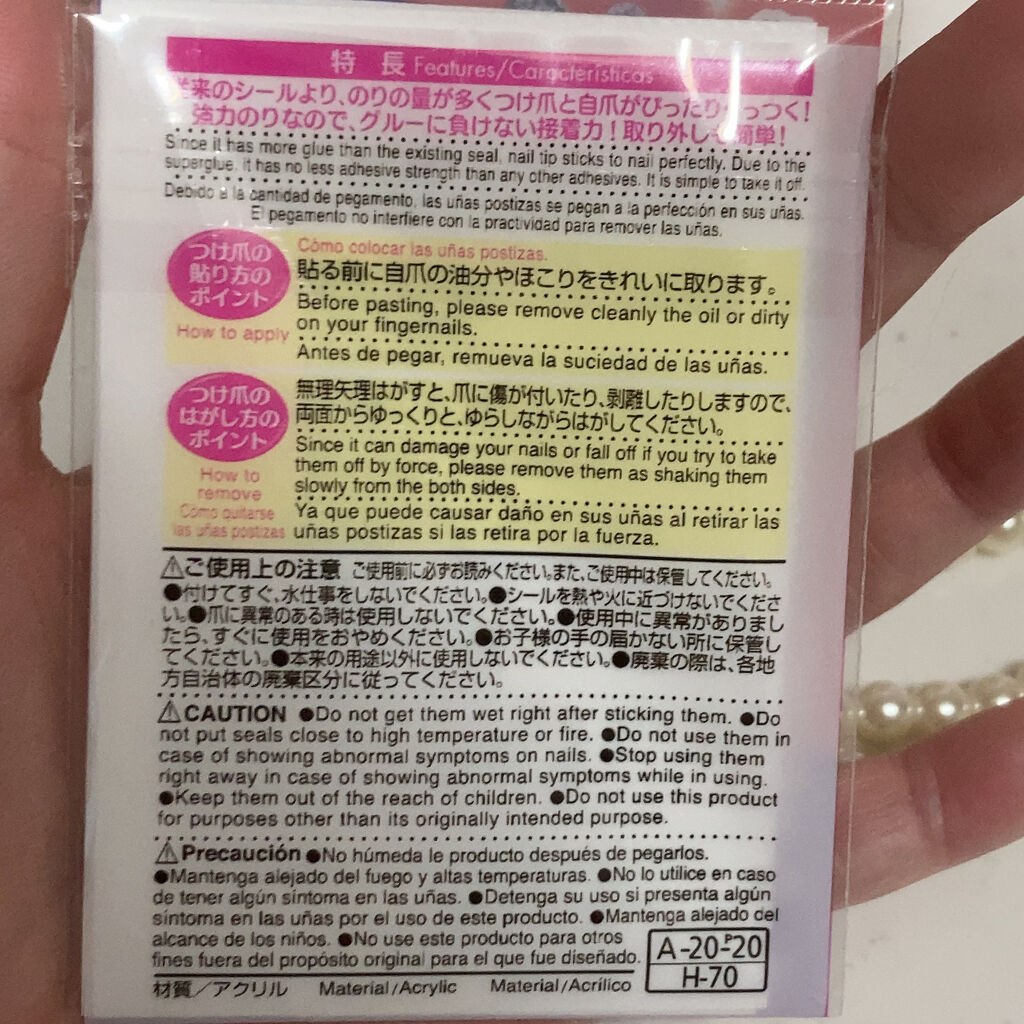 特 長 Features/Características
従来のシールより、のりの量が多くつけ爪と自爪がぴったりくっつく!
強力のりなので、グルーに負けない接着力!取り外しも簡単!
Since it has more glue than the existing seal, nail tip sticks to nail perfectly. Due to the
superglue, it has no less adhesive strength than any other adhesives. It is simple to take it off.
Debido a la cantidad de pegamento, las uñas postizas se pegan a la perfección en sus uñas.
El pegamento no interfiere con la practividad para remover las uñas.
つけ爪の
貼り方の
ポイント
How to apply
Cómo colocar las uñas postizas.
貼る前に自爪の油分やほこりをきれいに取ります。
Before pasting, please remove cleanly the oil or dirty
on your fingernails.
Antes de pegar, remueva la suciedad de las uñas.
つけ爪の
はがし方の
ポイント
How to
remove
Cómo quitarse
las uñas postizas
無理矢理はがすと、爪に傷が付いたり、剥離したりしますので、
両面からゆっくりと、ゆらしながらはがしてください。
Since it can damage your nails or fall off if you try to take
them off by force, please remove them as shaking them
slowly from the both sides.
Ya que puede causar daño en sus uñas al retirar las
uñas postizas si las retira por la fuerza.
⚠ご使用上の注意 ご使用前に必ずお読みください。また、ご使用中は保管してください。
●付けてすぐ、水仕事をしないでください。●シールを熱や火に近づけないでくださ
い。●爪に異常のある時は使用しないでください。●使用中に異常がありまし
たら、すぐに使用をおやめください。●お子様の手の届かない所に保管し
てください。●本来の用途以外に使用しないでください。●廃棄の際は、各地
方自治体の廃棄区分に従ってください。
⚠CAUTION ●Do not get them wet right after sticking them. ●Do
not put seals close to high temperature or fire. ●Do not use them in
case of showing abnormal symptoms on nails. ●Stop using them
right away in case of showing abnormal symptoms while in using.
●Keep them out of the reach of children. ●Do not use this product
for purposes other than its originally intended purpose.
⚠Precaución ●No húmeda le producto después de pegarlos.
●Mantenga alejado del fuego y altas temperaturas. ●No lo utilice en caso
de tener algún síntoma en las uñas. ●Detenga su uso si presenta algún
síntoma en las uñas por el uso de este producto. ●Mantenga alejado del
alcance de los niños. ●No use este producto para otros
fines fuera del propósito original para el que fue diseñado.
A-20-P20
H-70
材質/アクリル Material/Acrylic Material/Acrílico